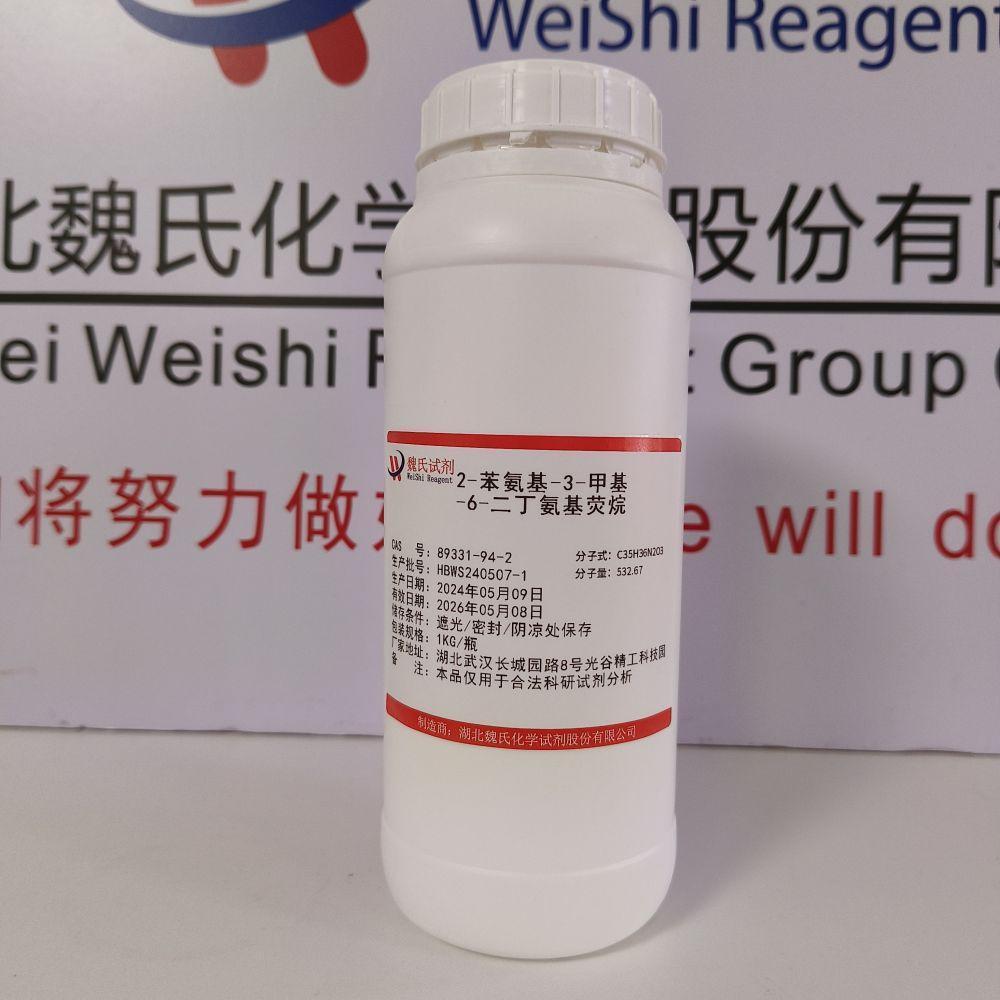 WeiShi Reagent
北魏氏化学 股份有限
ei Weishi R t Group C
将努力做 e will do
魏氏试剂
WeiShi Reagent
2-苯氨基-3-甲基
-6-二丁氨基荧烷
CAS 号：89331-94-2 分子式：C35H36N2O3
生产批号：HBWS240507-1 分子量：532.67
生产日期：2024年05月09日
有效日期：2026年05月08日
储存条件：遮光/密封/阴凉处保存
包装规格：1KG/瓶
厂家地址：湖北武汉长城园路8号光谷精工科技园
备 注：本品仅用于合法科研试剂分析
制造商：湖北魏氏化学试剂股份有限公司